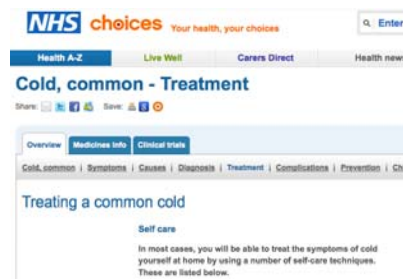 NHS choices Your health, your choices
Enter
Health A-Z Live Well Carers Direct Health news
Cold, common - Treatment
Share: Save:
Overview Medicines info Clinical trials
Cold, common | Symptoms | Causes | Diagnosis | Treatment | Complications | Prevention | Ch
Treating a common cold
Self care
In most cases, you will be able to treat the symptoms of cold
yourself at home by using a number of self-care techniques.
These are listed below.